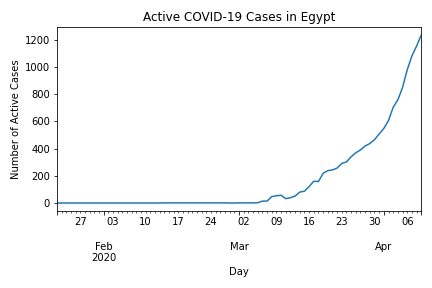 Active COVID-19 Cases in Egypt
Number of Active Cases
1200
1000
800
600
400
200
0
27 03 10 17 24 02 09 16 23 30 06
Feb Mar Apr
2020
Day